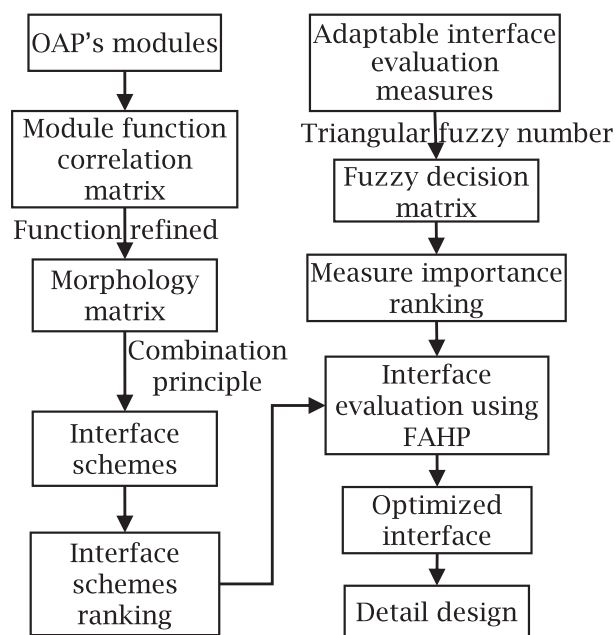 OAP's modules
Module function
correlation
matrix
Function refined
Morphology
matrix
Combination
principle
Interface
schemes
Interface
schemes
ranking
Adaptable interface
evaluation
measures
Triangular fuzzy number
Fuzzy decision
matrix
Measure importance
ranking
Interface
evaluation using
FAHP
Optimized
interface
Detail design